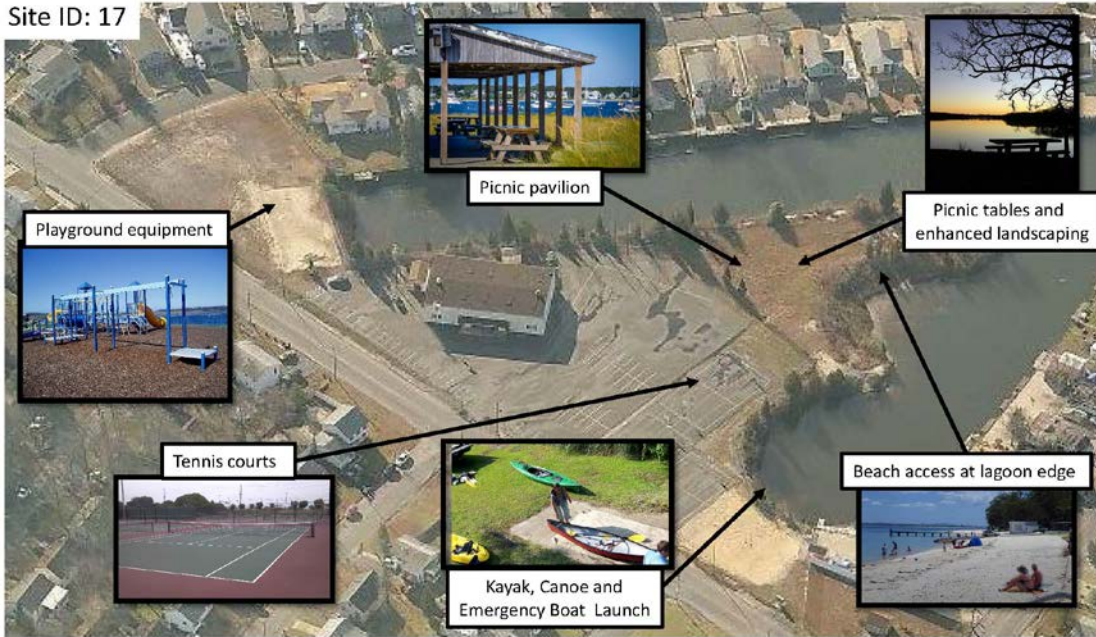 Site ID: 17
Picnic pavilion
Picnic tables and
enhanced landscaping
Playground equipment
Tennis courts
Beach access at lagoon edge
Kayak, Canoe and
Emergency Boat Launch